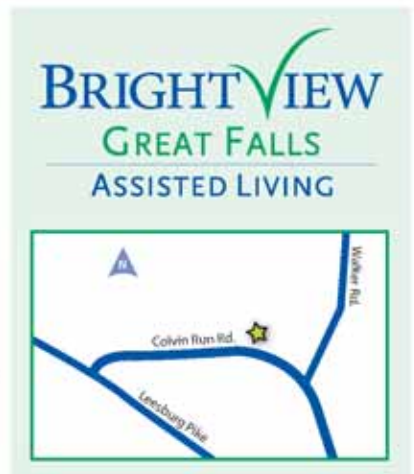 BRIGHTVIEW
GREAT FALLS
ASSISTED LIVING
N
Walker Rd.
Colvin Run Rd.
Leesburg Pike